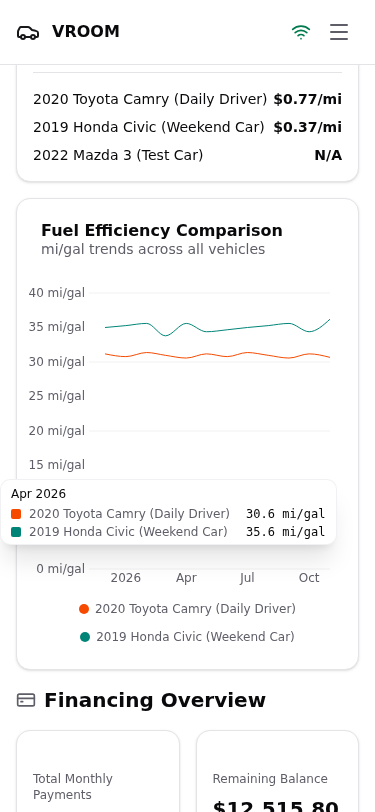 VROOM
2020 Toyota Camry (Daily Driver) $0.77/mi
2019 Honda Civic (Weekend Car) $0.37/mi
2022 Mazda 3 (Test Car) N/A
Fuel Efficiency Comparison
mi/gal trends across all vehicles
40 mi/gal
35 mi/gal
30 mi/gal
25 mi/gal
20 mi/gal
15 mi/gal
Apr 2026
2020 Toyota Camry (Daily Driver) 30.6 mi/gal
2019 Honda Civic (Weekend Car) 35.6 mi/gal
0 mi/gal
2026 Apr Jul Oct
2020 Toyota Camry (Daily Driver)
2019 Honda Civic (Weekend Car)
Financing Overview
Total Monthly
Payments
Remaining Balance
$12,515.80